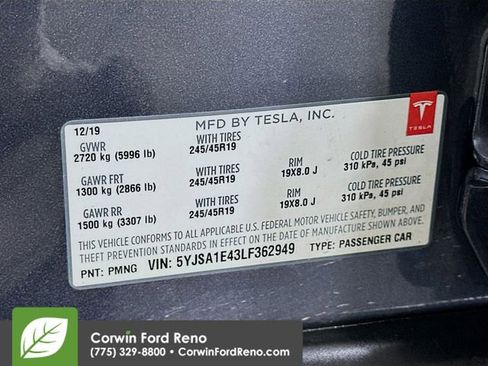 12/19
MFD BY TESLA, INC.
TESLA
GVWR
2720 kg (5996 lb)
WITH TIRES
245/45R19
RIM
19X8.0 J
COLD TIRE PRESSURE
310 kPa, 45 psi
GAWR FRT
1300 kg (2866 lb)
WITH TIRES
245/45R19
GAWR RR
1500 kg (3307 lb)
WITH TIRES
245/45R19
RIM
19X8.0 J
COLD TIRE PRESSURE
310 kPa, 45 psi
THIS VEHICLE CONFORMS TO ALL APPLICABLE U.S. FEDERAL MOTOR VEHICLE SAFETY, BUMPER, AND
THEFT PREVENTION STANDARDS IN EFFECT ON THE DATE OF MANUFACTURE SHOWN ABOVE.
PNT: PMNG VIN: 5YJSA1E43LF362949 TYPE: PASSENGER CAR
Corwin Ford Reno
(775) 329-8800 • CorwinFordReno.com